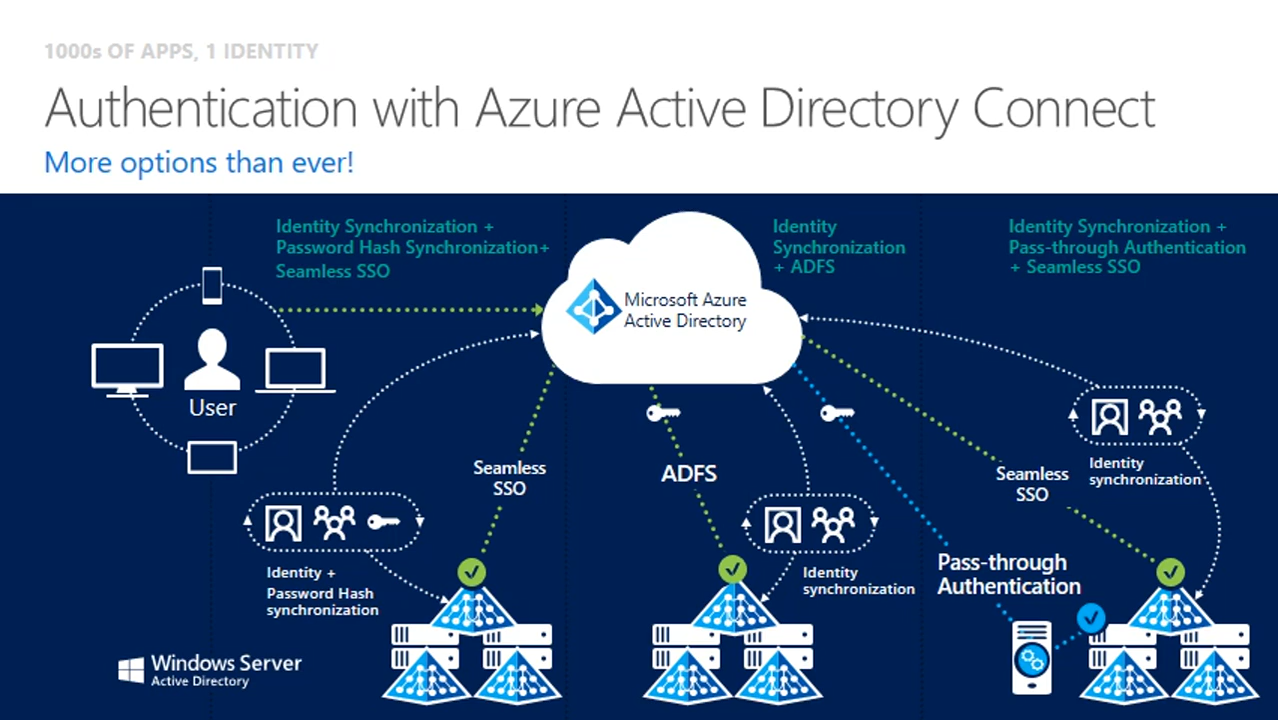 1000s OF APPS, 1 IDENTITY
Authentication with Azure Active Directory Connect
More options than ever!
Identity Synchronization +
Password Hash Synchronization+
Seamless SSO
Identity
Synchronization
+ ADFS
Identity Synchronization +
Pass-through Authentication
+ Seamless SSO
Microsoft Azure
Active Directory
User
Seamless
SSO
ADFS
Seamless
SSO
Identity
synchronization
Identity +
Password Hash
synchronization
Identity
synchronization
Pass-through
Authentication
Windows Server
Active Directory